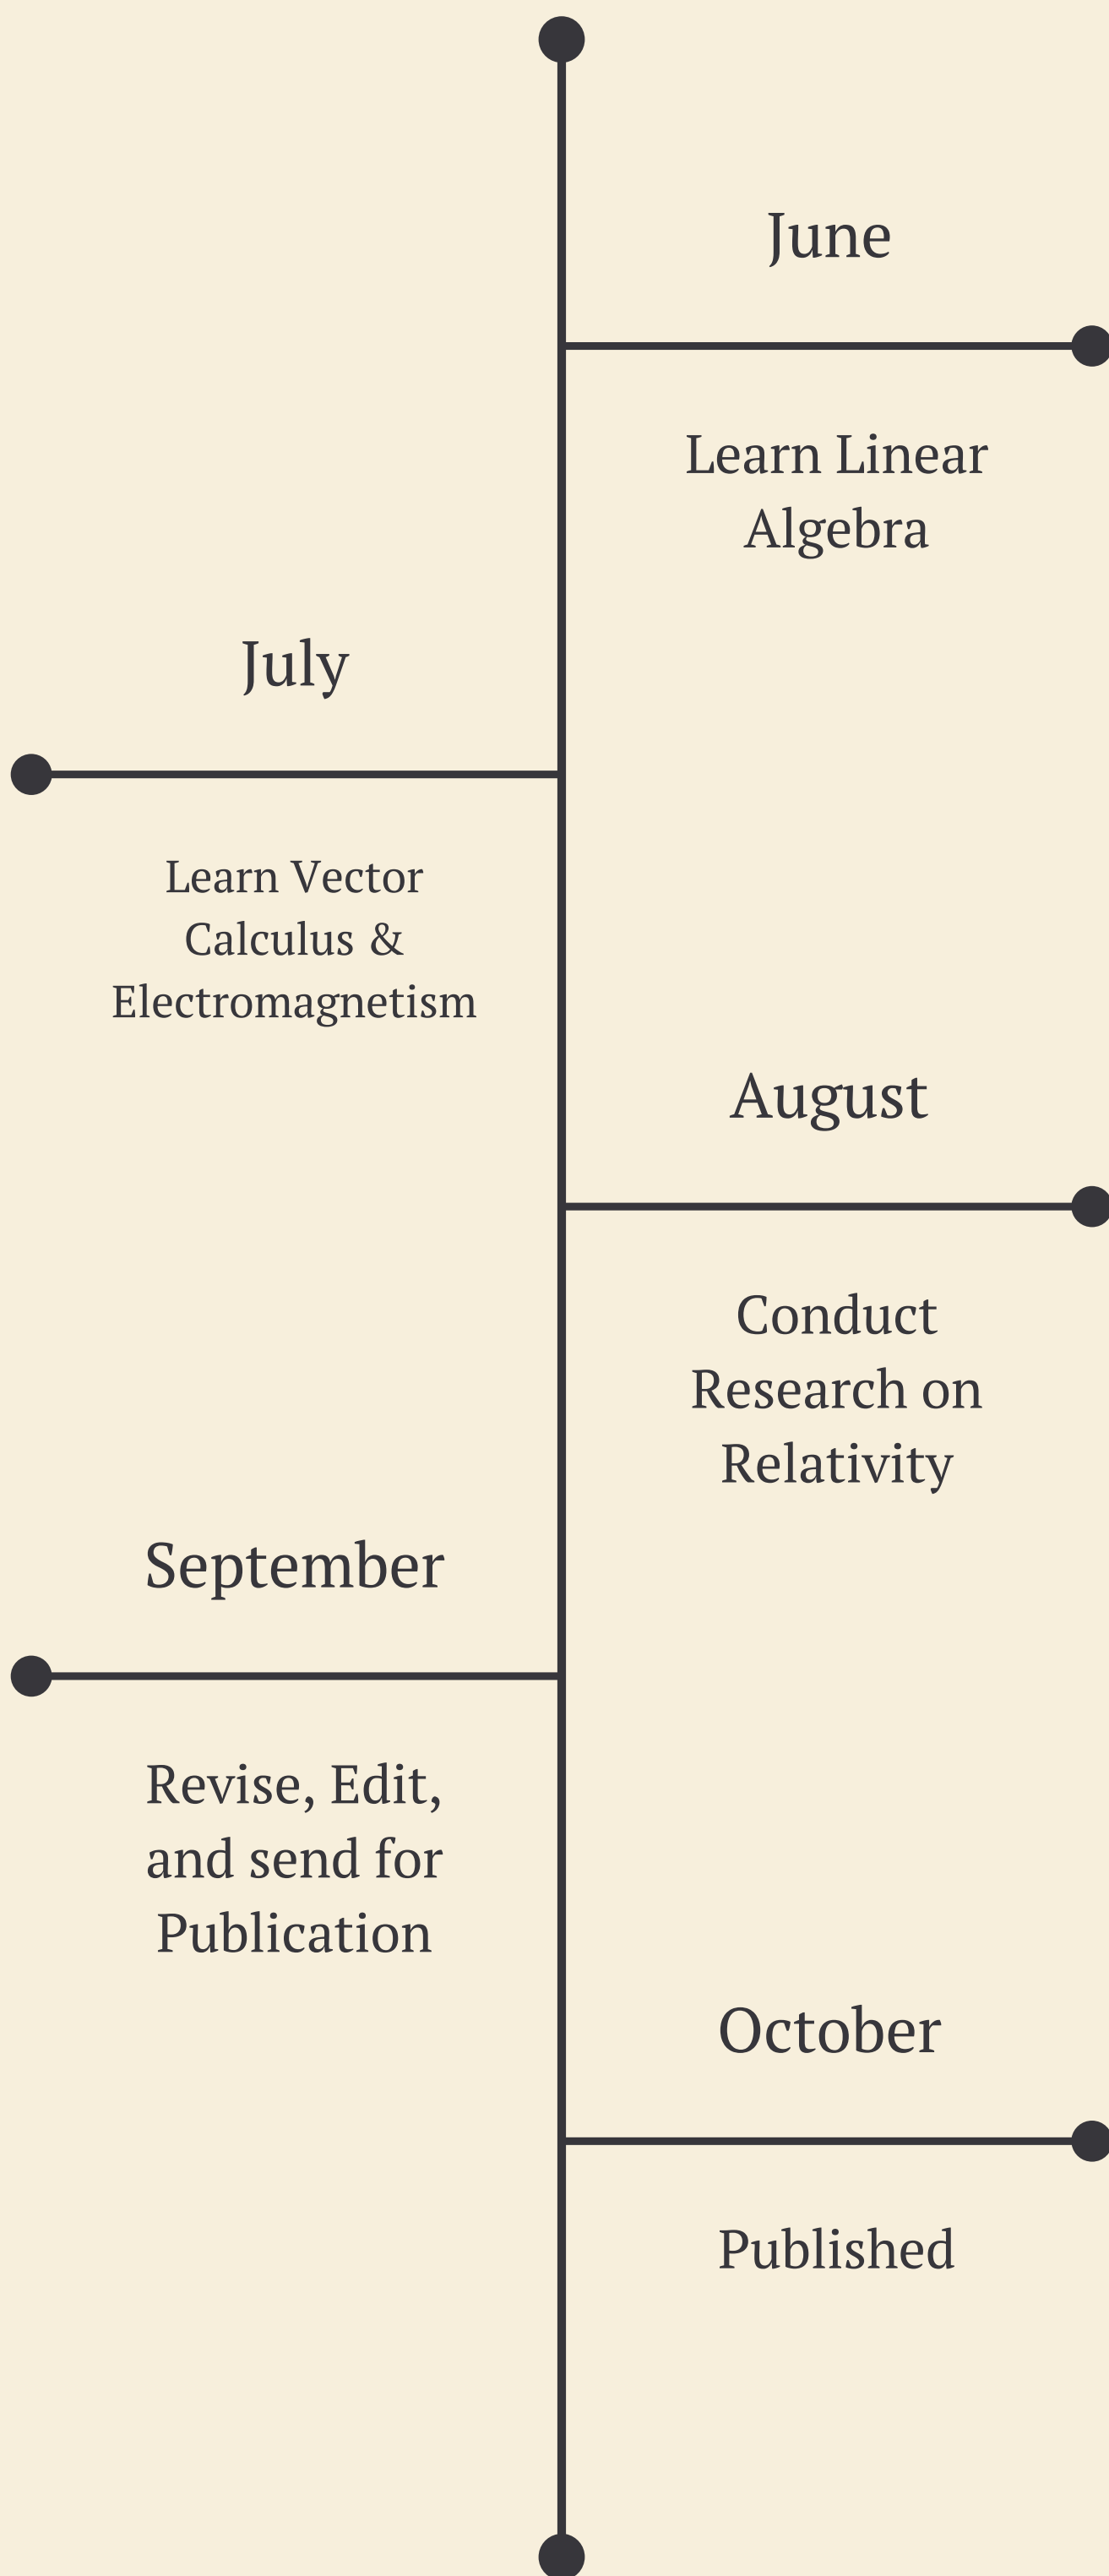 June
Learn Linear
Algebra
July
Learn Vector
Calculus &
Electromagnetism
August
Conduct
Research on
Relativity
September
Revise, Edit,
and send for
Publication
October
Published